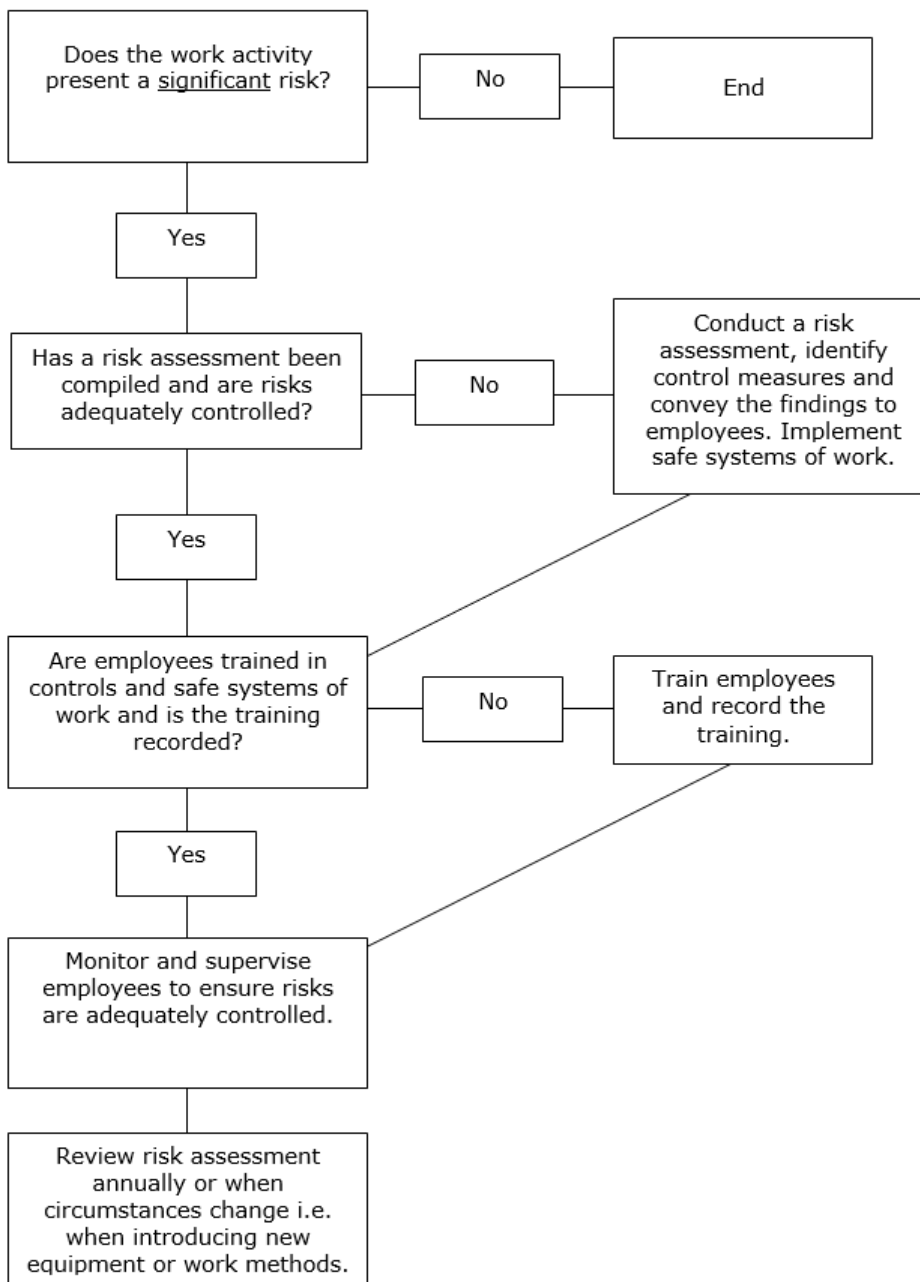 Does the work activity
present a significant risk?
No
End
Yes
Has a risk assessment been
compiled and are risks
adequately controlled?
No
Conduct a risk
assessment, identify
control measures and
convey the findings to
employees. Implement
safe systems of work.
Yes
Are employees trained in
controls and safe systems of
work and is the training
recorded?
No
Train employees
and record the
training.
Yes
Monitor and supervise
employees to ensure risks
are adequately controlled.
Review risk assessment
annually or when
circumstances change i.e.
when introducing new
equipment or work methods.